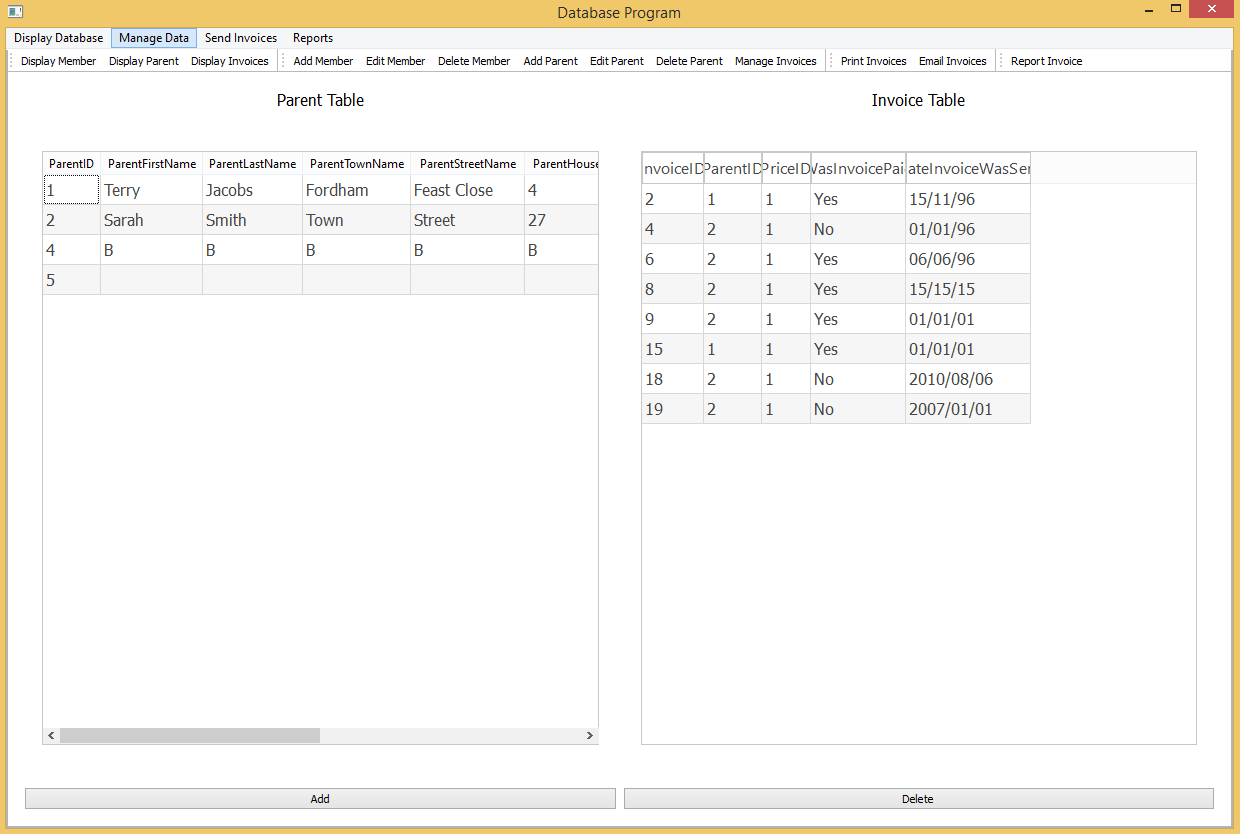 Database Program
Display Database Manage Data Send Invoices Reports
Display Member Display Parent Display Invoices Add Member Edit Member Delete Member Add Parent Edit Parent Delete Parent Manage Invoices Print Invoices Email Invoices Report Invoice
Parent Table
ParentID ParentFirstName ParentLastName ParentTownName ParentStreetName ParentHouse
1 Terry Jacobs Fordham Feast Close 4
2 Sarah Smith Town Street 27
4 B B B B B
5
Invoice Table
nvoiceID ParentID PriceID WasInvoicePai ateInvoiceWasSer
2 1 1 Yes 15/11/96
4 2 1 No 01/01/96
6 2 1 Yes 06/06/96
8 2 1 Yes 15/15/15
9 2 1 Yes 01/01/01
15 1 1 Yes 01/01/01
18 2 1 No 2010/08/06
19 2 1 No 2007/01/01
Add Delete